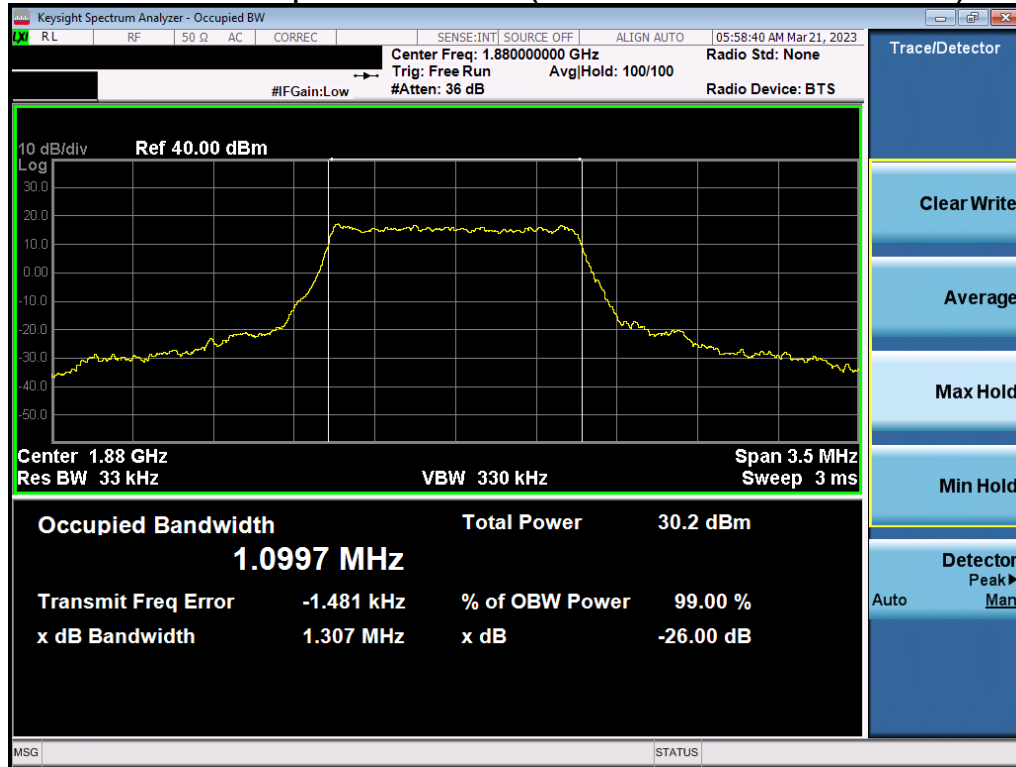 Keysight Spectrum Analyzer - Occupied BW
LXI RL RF 50 Ω AC CORREC SENSE:INT SOURCE OFF ALIGN AUTO 05:58:40 AM Mar 21, 2023
Center Freq: 1.880000000 GHz Radio Std: None
Trig: Free Run Avg|Hold: 100/100
#IFGain:Low #Atten: 36 dB Radio Device: BTS
Trace/Detector
10 dB/div Ref 40.00 dBm
Log
30.0
20.0
10.0
0.00
-10.0
-20.0
-30.0
-40.0
-50.0
Center 1.88 GHz Span 3.5 MHz
Res BW 33 kHz VBW 330 kHz Sweep 3 ms
Clear Write
Average
Max Hold
Min Hold
Detector
Peak▶
Auto Man
Occupied Bandwidth Total Power 30.2 dBm
1.0997 MHz
Transmit Freq Error -1.481 kHz % of OBW Power 99.00 %
x dB Bandwidth 1.307 MHz x dB -26.00 dB
MSG STATUS